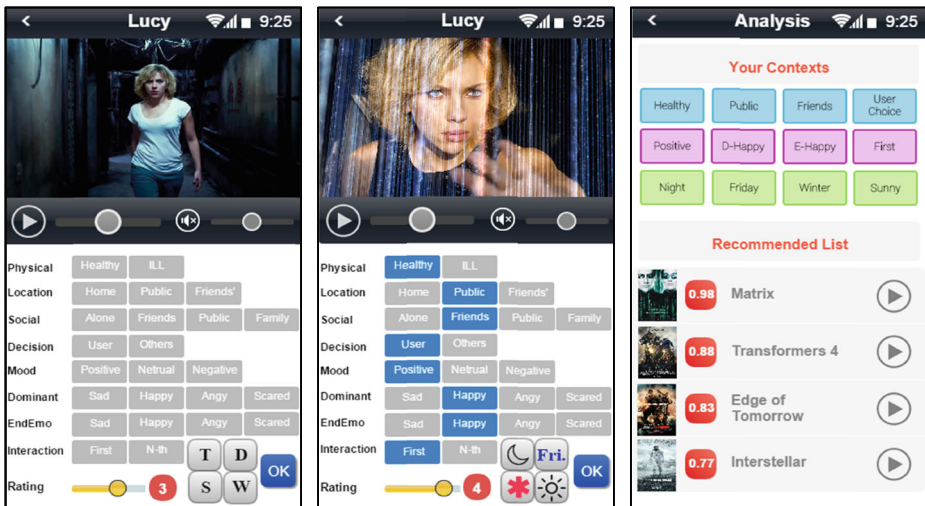 Lucy 9:25
Physical Healthy ILL
Location Home Public Friends'
Social Alone Friends Public Family
Decision User Others
Mood Positive Netrual Negative
Dominant Sad Happy Angy Scared
EndEmo Sad Happy Angy Scared
Interaction First N-th T D
OK
Rating 3 S W
Lucy 9:25
Physical Healthy ILL
Location Home Public Friends'
Social Alone Friends Public Family
Decision User Others
Mood Positive Netrual Negative
Dominant Sad Happy Angy Scared
EndEmo Sad Happy Angy Scared
Interaction First N-th Fri.
OK
Rating 4
Analysis 9:25
Your Contexts
Healthy Public Friends User Choice
Positive D-Happy E-Happy First
Night Friday Winter Sunny
Recommended List
0.98 Matrix
0.88 Transformers 4
0.83 Edge of
Tomorrow
0.77 Interstellar